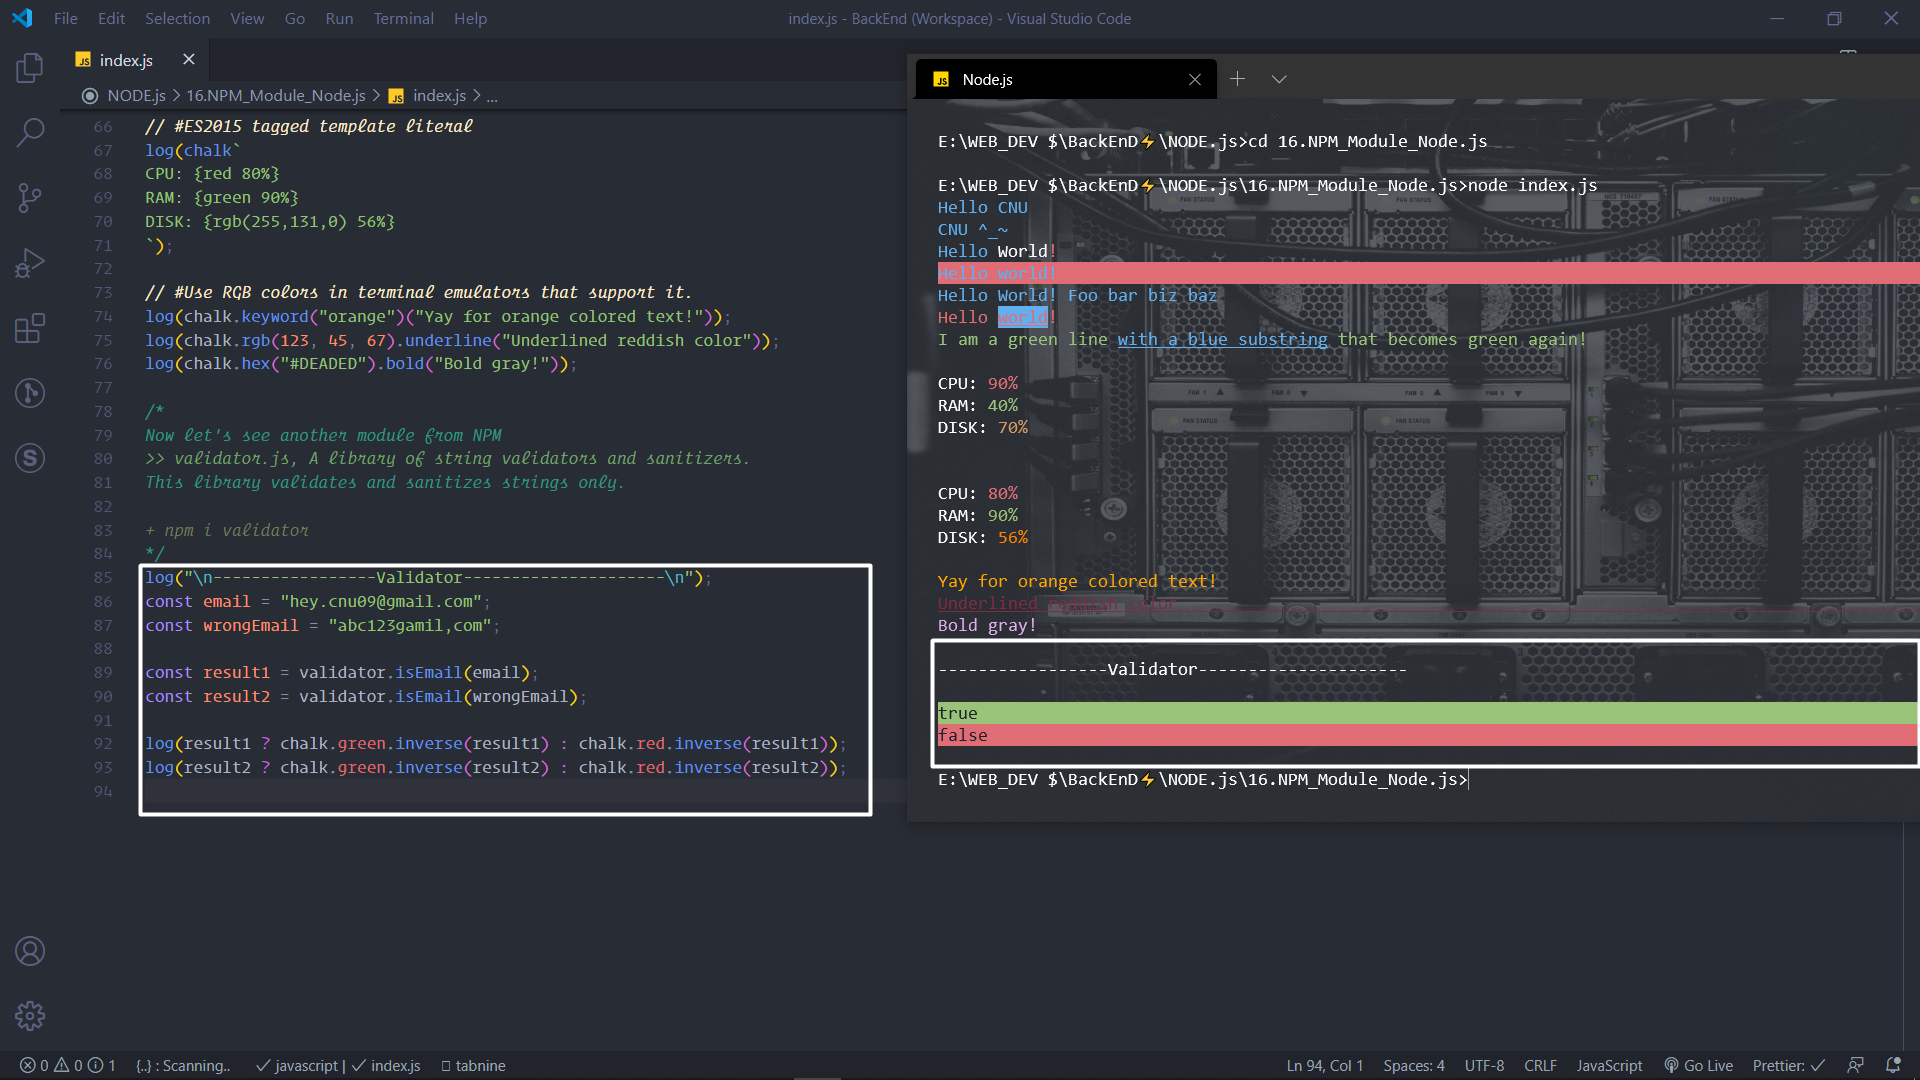 File Edit Selection View Go Run Terminal Help
index.js - BackEnd (Workspace) - Visual Studio Code
JS index.js
NODE.js > 16.NPM_Module_Node.js > JS index.js > ...
66 // #ES2015 tagged template literal
67 log(chalk`
68 CPU: {red 80%}
69 RAM: {green 90%}
70 DISK: {rgb(255,131,0) 56%}
71 `);
72
73 // #Use RGB colors in terminal emulators that support it.
74 log(chalk.keyword("orange")("Yay for orange colored text!"));
75 log(chalk.rgb(123, 45, 67).underline("Underlined reddish color"));
76 log(chalk.hex("#DEADED").bold("Bold gray!"));
77
78 /*
79 Now let's see another module from NPM
80 >> validator.js, A library of string validators and sanitizers.
81 This library validates and sanitizes strings only.
82
83 + npm i validator
84 */
85 log("\n-----------------Validator---------------------\n");
86 const email = "hey.cnu09@gmail.com";
87 const wrongEmail = "abc123gamil,com";
88
89 const result1 = validator.isEmail(email);
90 const result2 = validator.isEmail(wrongEmail);
91
92 log(result1 ? chalk.green.inverse(result1) : chalk.red.inverse(result1));
93 log(result2 ? chalk.green.inverse(result2) : chalk.red.inverse(result2));
94
JS Node.js
E:\WEB_DEV $\BackEnD⚡\NODE.js>cd 16.NPM_Module_Node.js
E:\WEB_DEV $\BackEnD⚡\NODE.js\16.NPM_Module_Node.js>node index.js
Hello CNU
CNU ^_~
Hello World!
Hello world!
Hello World! Foo bar biz baz
Hello world!
I am a green line with a blue substring that becomes green again!
CPU: 90%
RAM: 40%
DISK: 70%
CPU: 80%
RAM: 90%
DISK: 56%
Yay for orange colored text!
Underlined reddish color
Bold gray!
-----------------Validator---------------------
true
false
E:\WEB_DEV $\BackEnD⚡\NODE.js\16.NPM_Module_Node.js>
0 0 1 {..} : Scanning.. javascript | index.js tabnine
Ln 94, Col 1 Spaces: 4 UTF-8 CRLF JavaScript Go Live Prettier: ✓